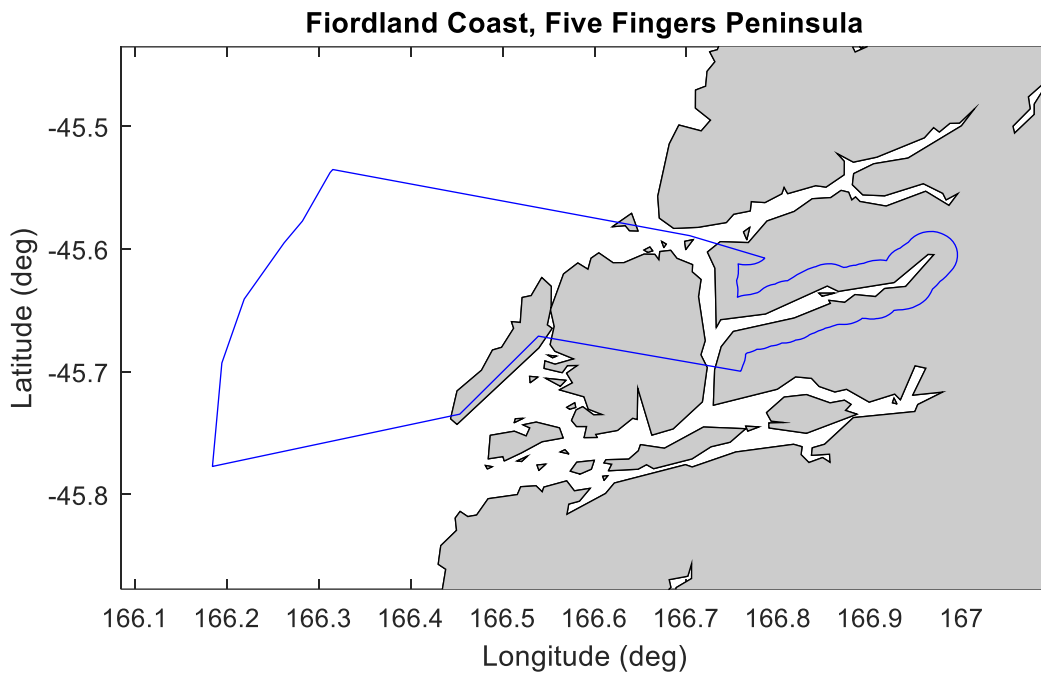 Fiordland Coast, Five Fingers Peninsula
-45.5
-45.6
-45.7
-45.8
Latitude (deg)
166.1 166.2 166.3 166.4 166.5 166.6 166.7 166.8 166.9 167
Longitude (deg)